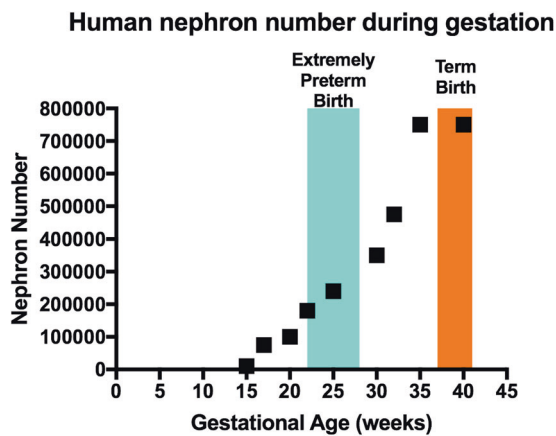 Human nephron number during gestation
Extremely
Preterm
Birth
Term
Birth
800000
700000
600000
500000
400000
300000
200000
100000
0
Nephron Number
0 5 10 15 20 25 30 35 40 45
Gestational Age (weeks)